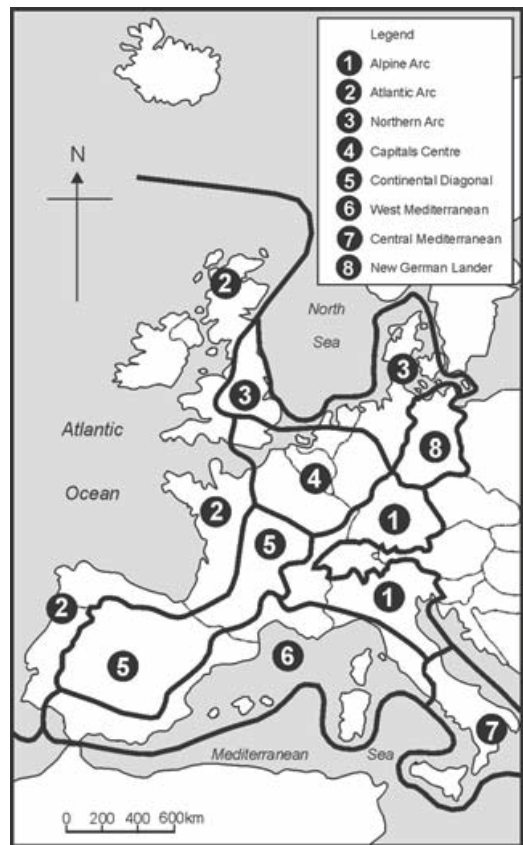 Legend
1 Alpine Arc
2 Atlantic Arc
3 Northern Arc
4 Capitals Centre
5 Continental Diagonal
6 West Mediterranean
7 Central Mediterranean
8 New German Lander
N
2
North
Sea
3
3
Atlantic
Ocean
8
4
2
1
5
1
2
5
6
7
Mediterranean Sea
0 200 400 600km